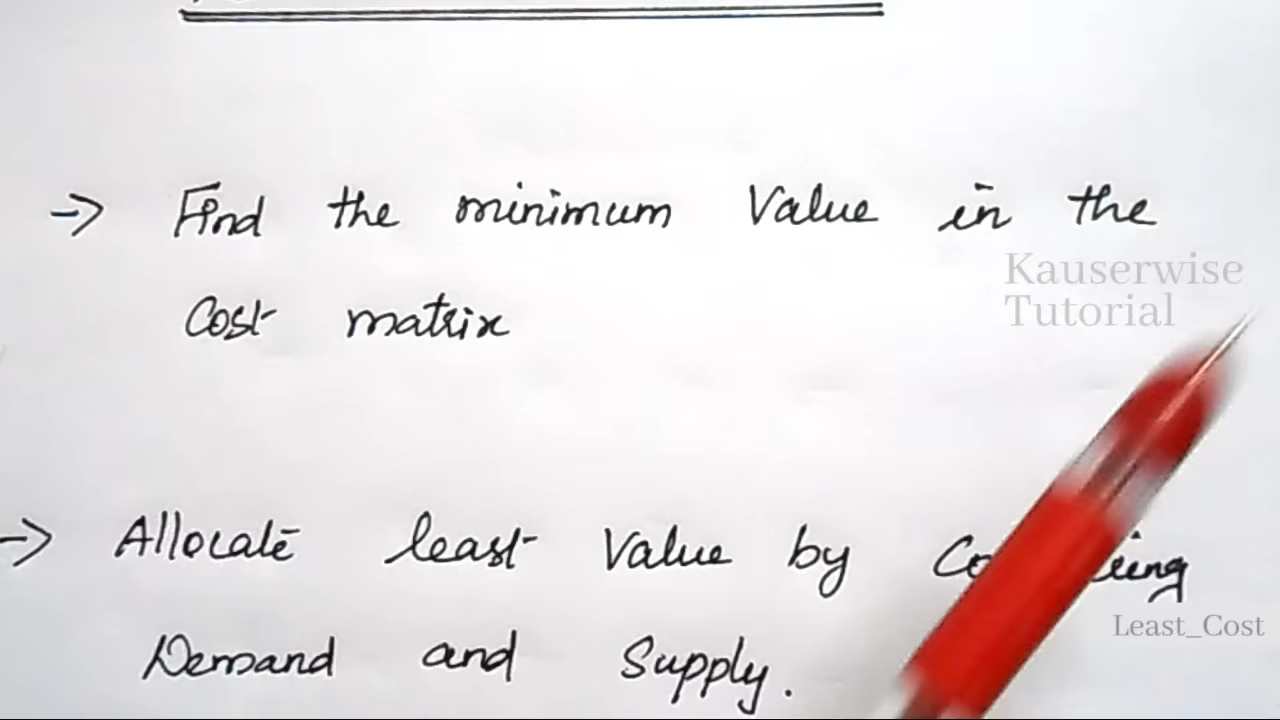 → Find the minimum Value in the
Kauserwise
Tutorial
Cost matrix
→ Allocate least Value by
Least_Cost
Demand and Supply.